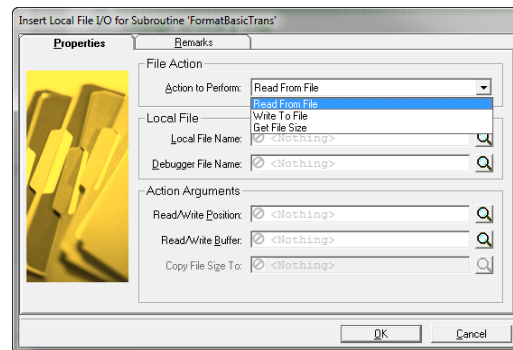 Insert Local File I/O for Subroutine 'FormatBasicTrans'
Properties Remarks
File Action
Action to Perform: Read From File
Read From File
Write To File
Get File Size
Local File
Local File Name: <Nothing>
Debugger File Name: <Nothing>
Action Arguments
Read/Write Position: <Nothing>
Read/Write Buffer: <Nothing>
Copy File Size To: <Nothing>
OK Cancel